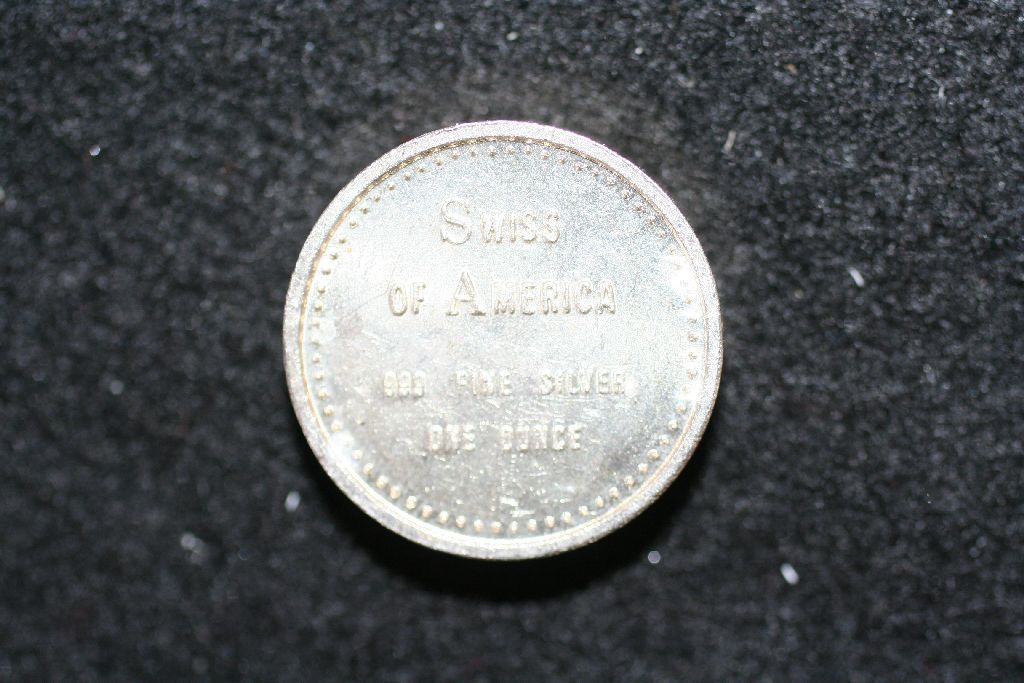 SWISS
OF AMERICA
999 FINE SILVER
ONE OUNCE